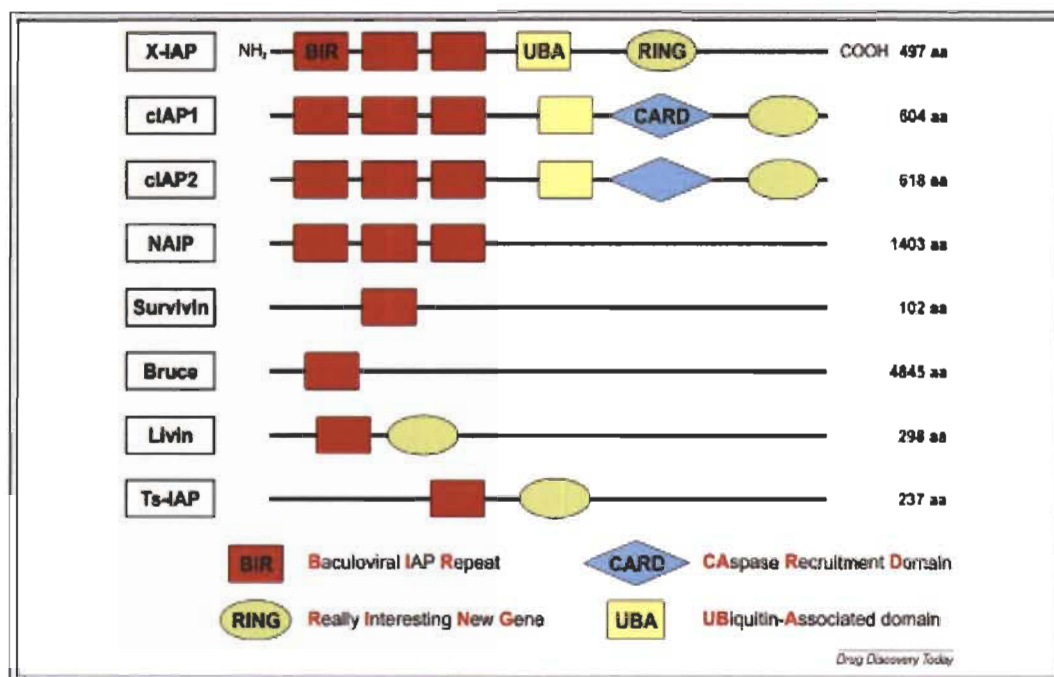 X-IAP NH2 BIR UBA RING COOH 497 aa
cIAP1 CARD 604 aa
cIAP2 618 aa
NAIP 1403 aa
Survivin 102 aa
Bruce 4845 aa
Livin 298 aa
Ts-IAP 237 aa
BIR Baculoviral IAP Repeat CARD CAspase Recruitment Domain
RING Really Interesting New Gene UBA UBiquitin-Associated domain
Drug Discovery Today